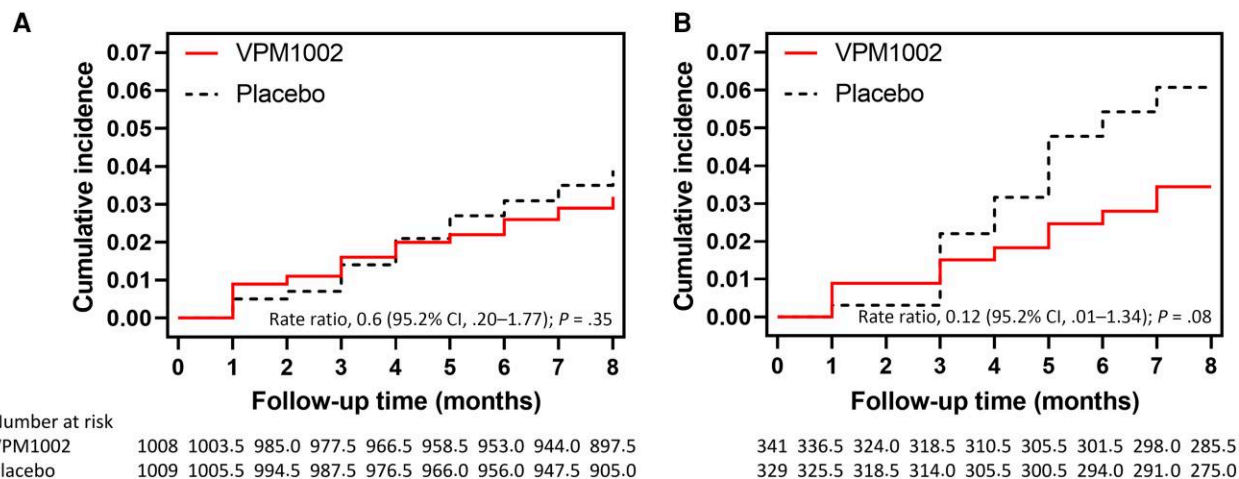 A
0.07
0.06
0.05
0.04
0.03
0.02
0.01
0.00
Cumulative incidence
VPM1002
Placebo
Rate ratio, 0.6 (95.2% CI, .20–1.77); P = .35
0 1 2 3 4 5 6 7 8
Follow-up time (months)
B
0.07
0.06
0.05
0.04
0.03
0.02
0.01
0.00
Cumulative incidence
VPM1002
Placebo
Rate ratio, 0.12 (95.2% CI, .01–1.34); P = .08
0 1 2 3 4 5 6 7 8
Follow-up time (months)
umber at risk
PM1002 1008 1003.5 985.0 977.5 966.5 958.5 953.0 944.0 897.5 341 336.5 324.0 318.5 310.5 305.5 301.5 298.0 285.5
lacebo 1009 1005.5 994.5 987.5 976.5 966.0 956.0 947.5 905.0 329 325.5 318.5 314.0 305.5 300.5 294.0 291.0 275.0